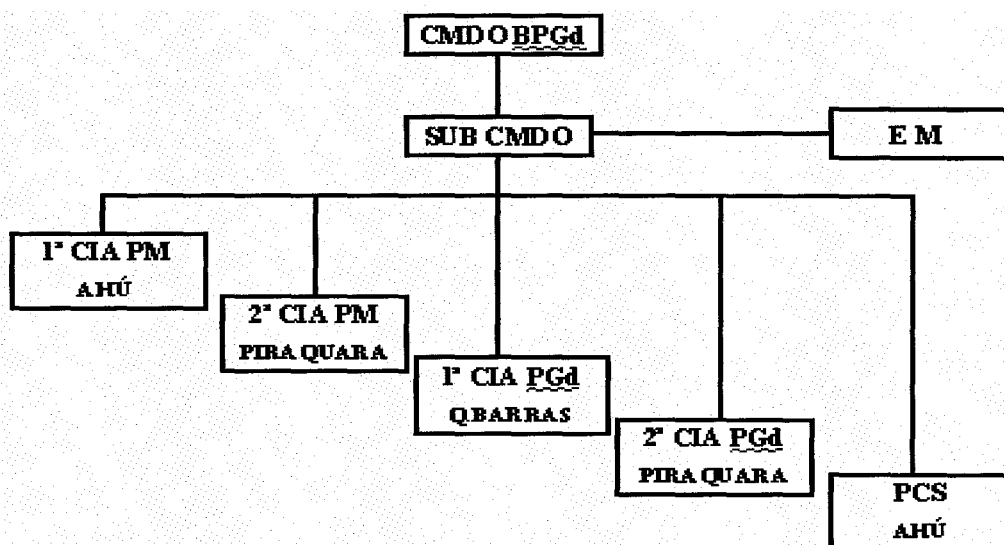 CMDO BPGd
SUB CMDO
E M
1ª CIA PM
AHÚ
2ª CIA PM
PIRAQUARA
1ª CIA PGd
Q.BARRAS
2ª CIA PGd
PIRAQUARA
PCS
AHÚ